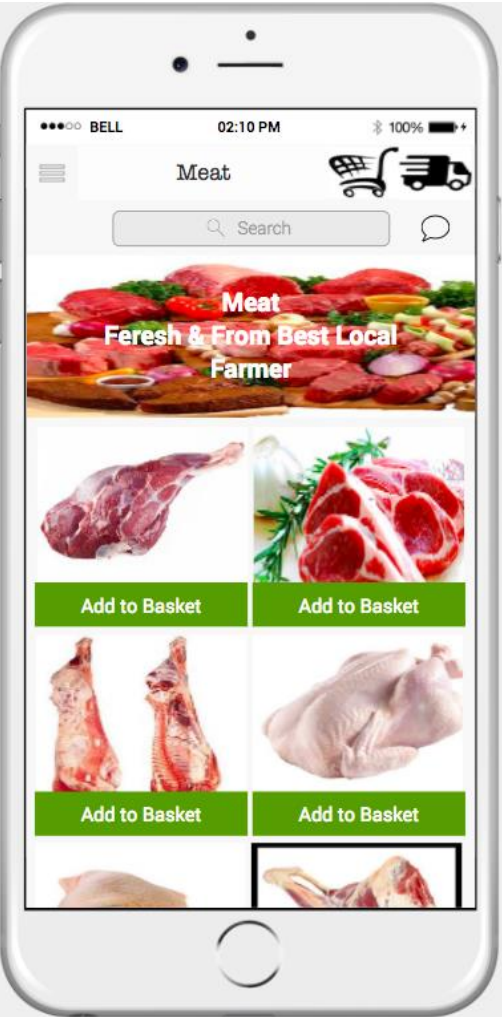 BELL
02:10 PM
100%
Meat
Search
Meat
Feresh & From Best Local
Farmer
Add to Basket
Add to Basket
Add to Basket
Add to Basket